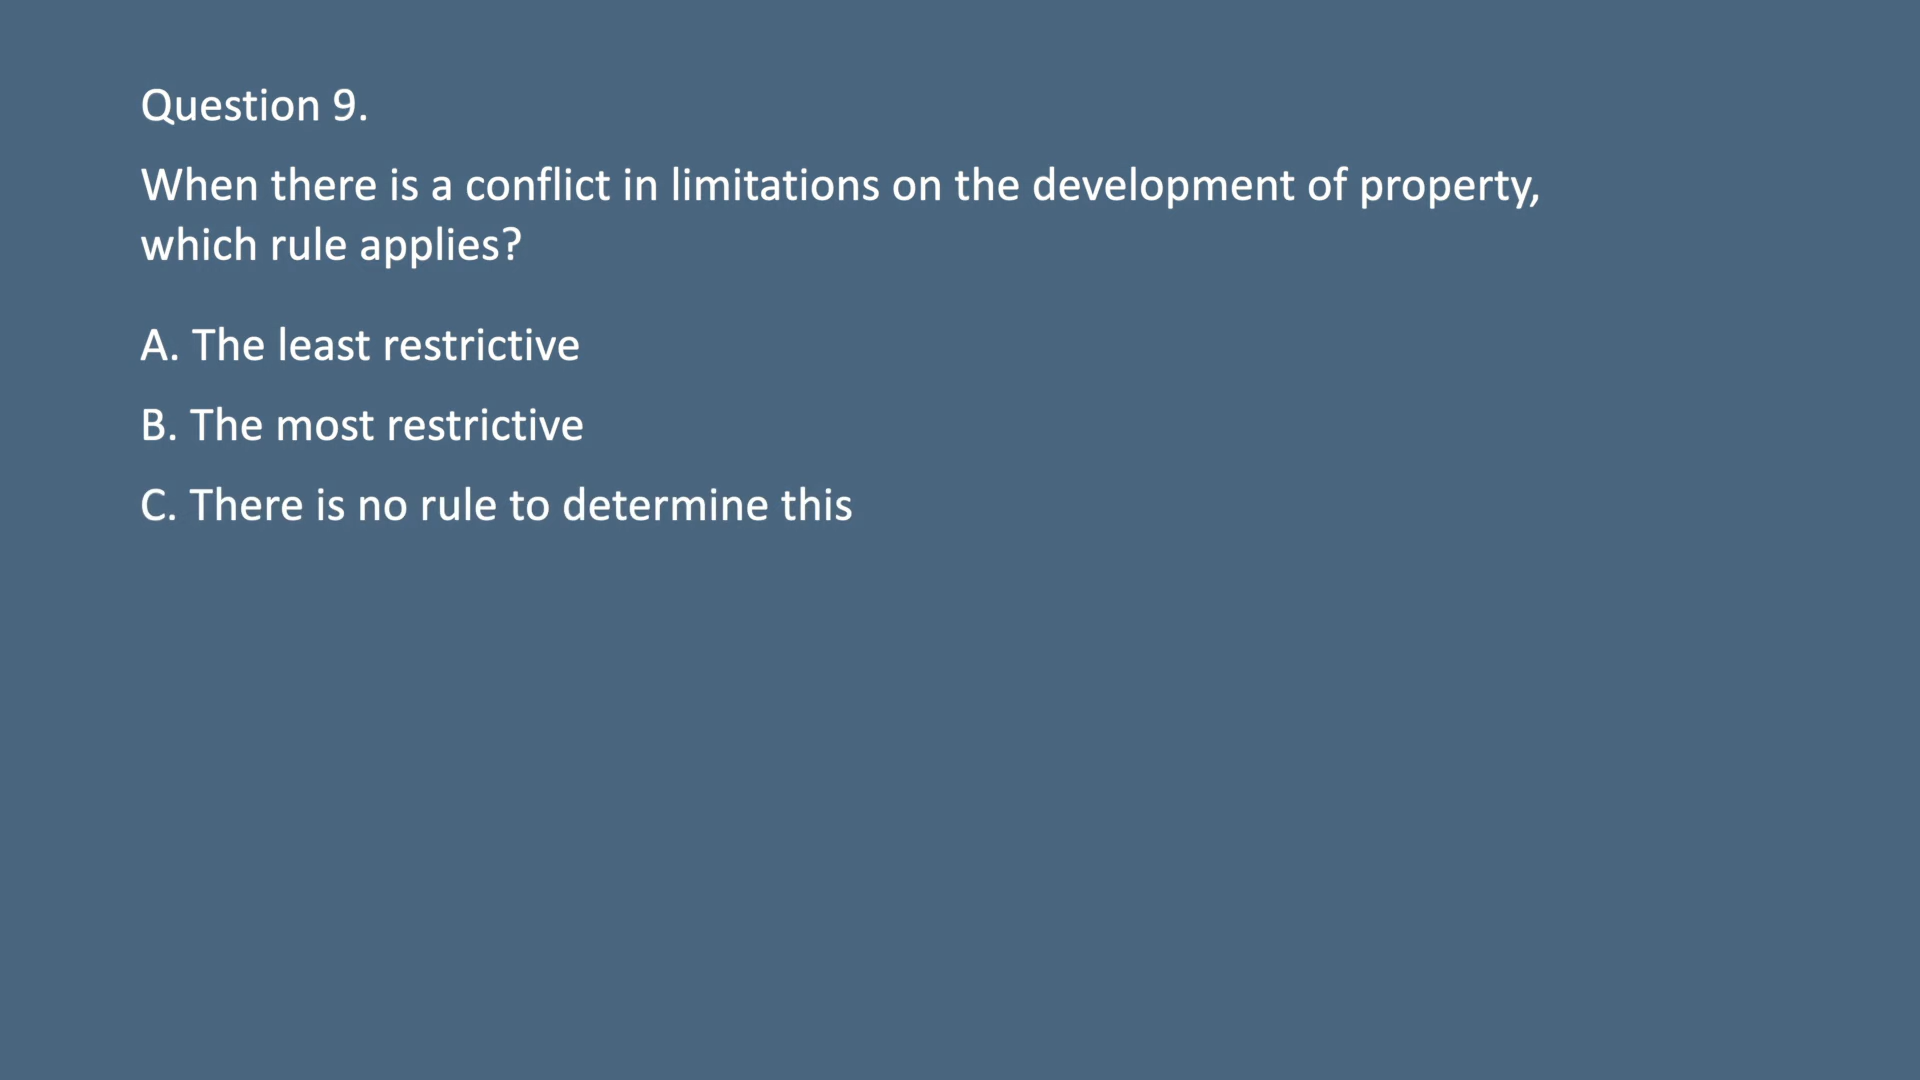 Question 9.
When there is a conflict in limitations on the development of property,
which rule applies?
A. The least restrictive
B. The most restrictive
C. There is no rule to determine this